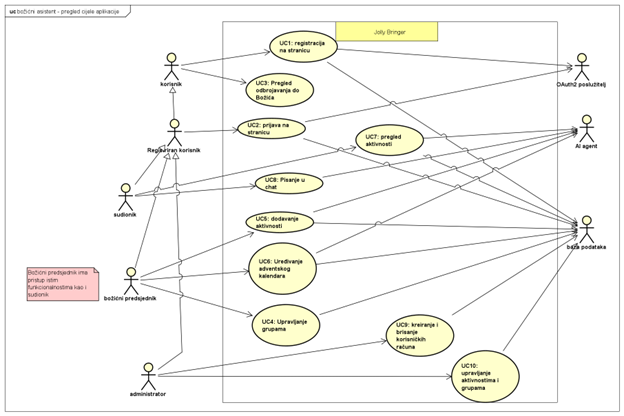 uc božićni asistent - pregled cijele aplikacije
Jolly Bringer
UC1: registracija
na stranicu
korisnik
OAuth2 poslužitelj
UC3: Pregled
odbrojavanja do
Božića
UC2: prijava na
stranicu
Registriran korisnik
UC7: pregled
aktivnosti
AI agent
UC8: Pisanje u
chat
sudionik
UC5: dodavanje
aktivnosti
baza podataka
UC6: Uređivanje
adventskog
kalendara
Božićni predsjednik ima
pristup istim
funkcionalnostima kao i
sudionik
božićni predsjednik
UC4: Upravljanje
grupama
UC9: kreiranje i
brisanje
korisničkih
računa
UC10:
upravljanje
aktivnostima i
grupama
administrator